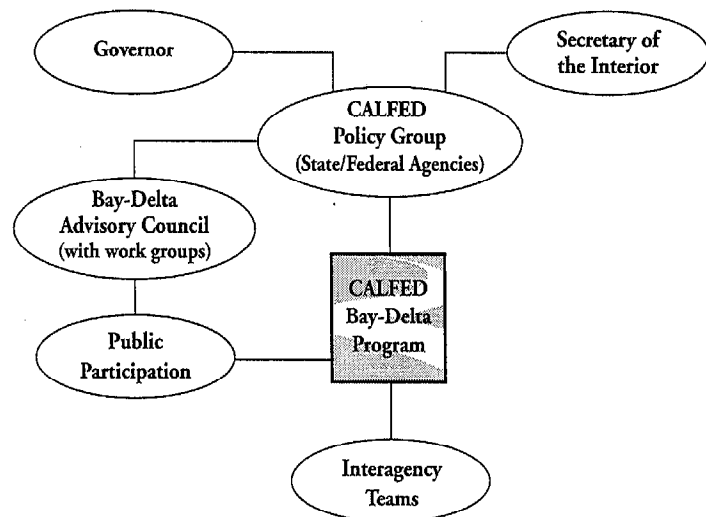 Governor
Secretary of
the Interior
CALFED
Policy Group
(State/Federal Agencies)
Bay-Delta
Advisory Council
(with work groups)
CALFED
Bay-Delta
Program
Public
Participation
Interagency
Teams